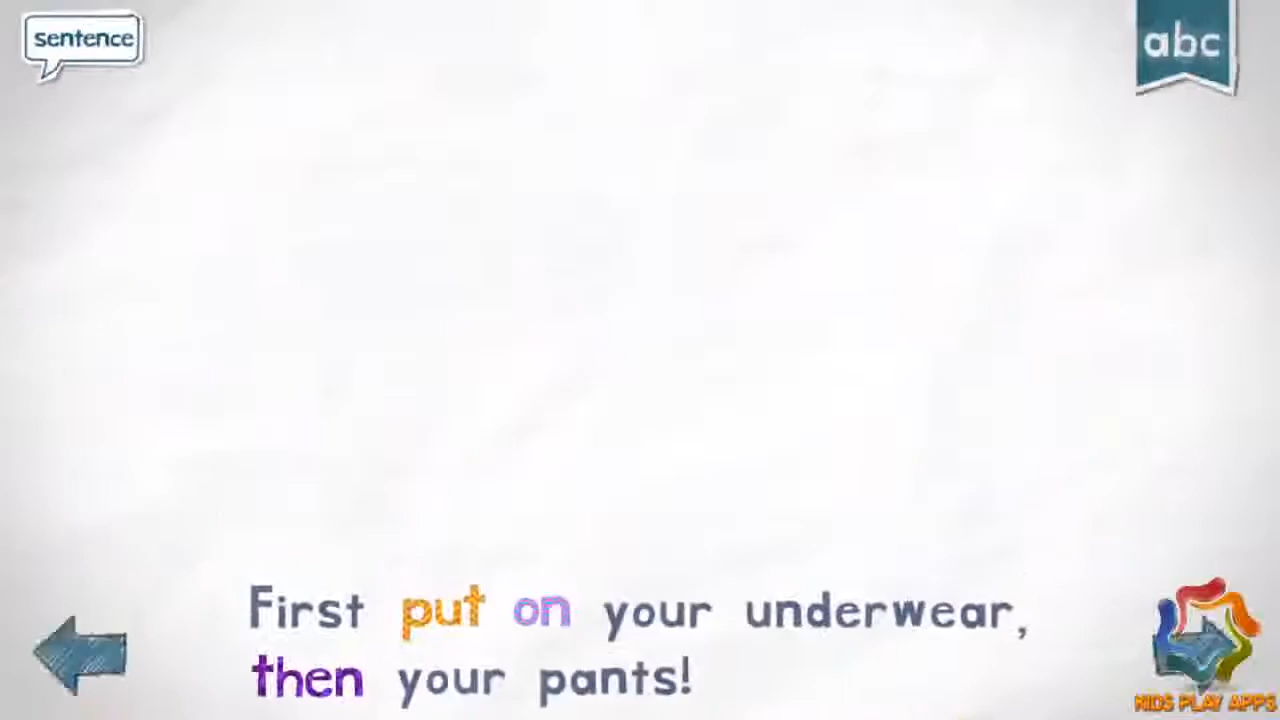 sentence
abc
First put on your underwear,
then your pants!
KIDS PLAY APPS